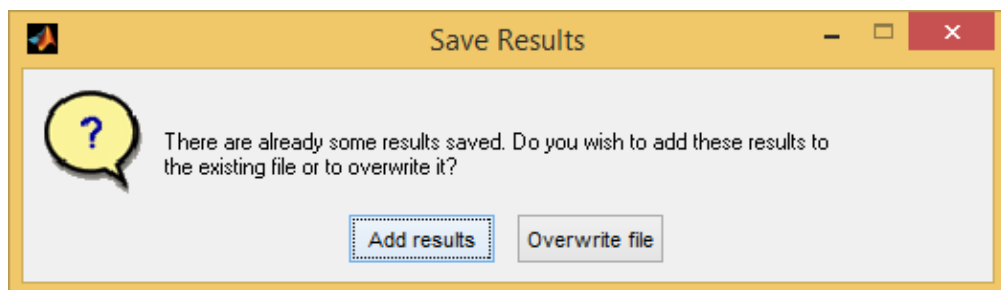 Save Results
?
There are already some results saved. Do you wish to add these results to
the existing file or to overwrite it?
Add results
Overwrite file